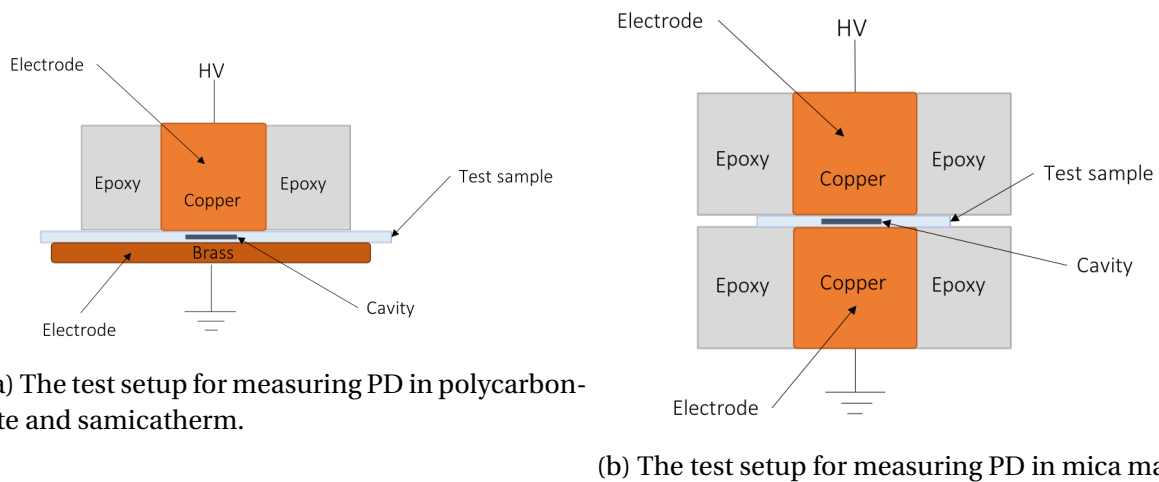 Electrode
HV
Epoxy
Epoxy
Copper
Test sample
Brass
Cavity
Electrode
a) The test setup for measuring PD in polycarbon-
te and samicatherm.
Electrode
HV
Epoxy
Epoxy
Copper
Test sample
Cavity
Epoxy
Copper
Epoxy
Electrode
(b) The test setup for measuring PD in mica ma